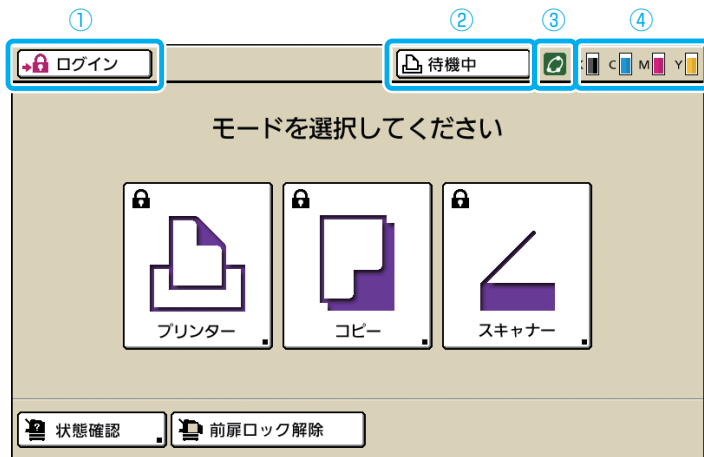 ① ② ③ ④
ログイン 待機中 K C M Y
モードを選択してください
プリンター コピー スキャナー
状態確認 前扉ロック解除